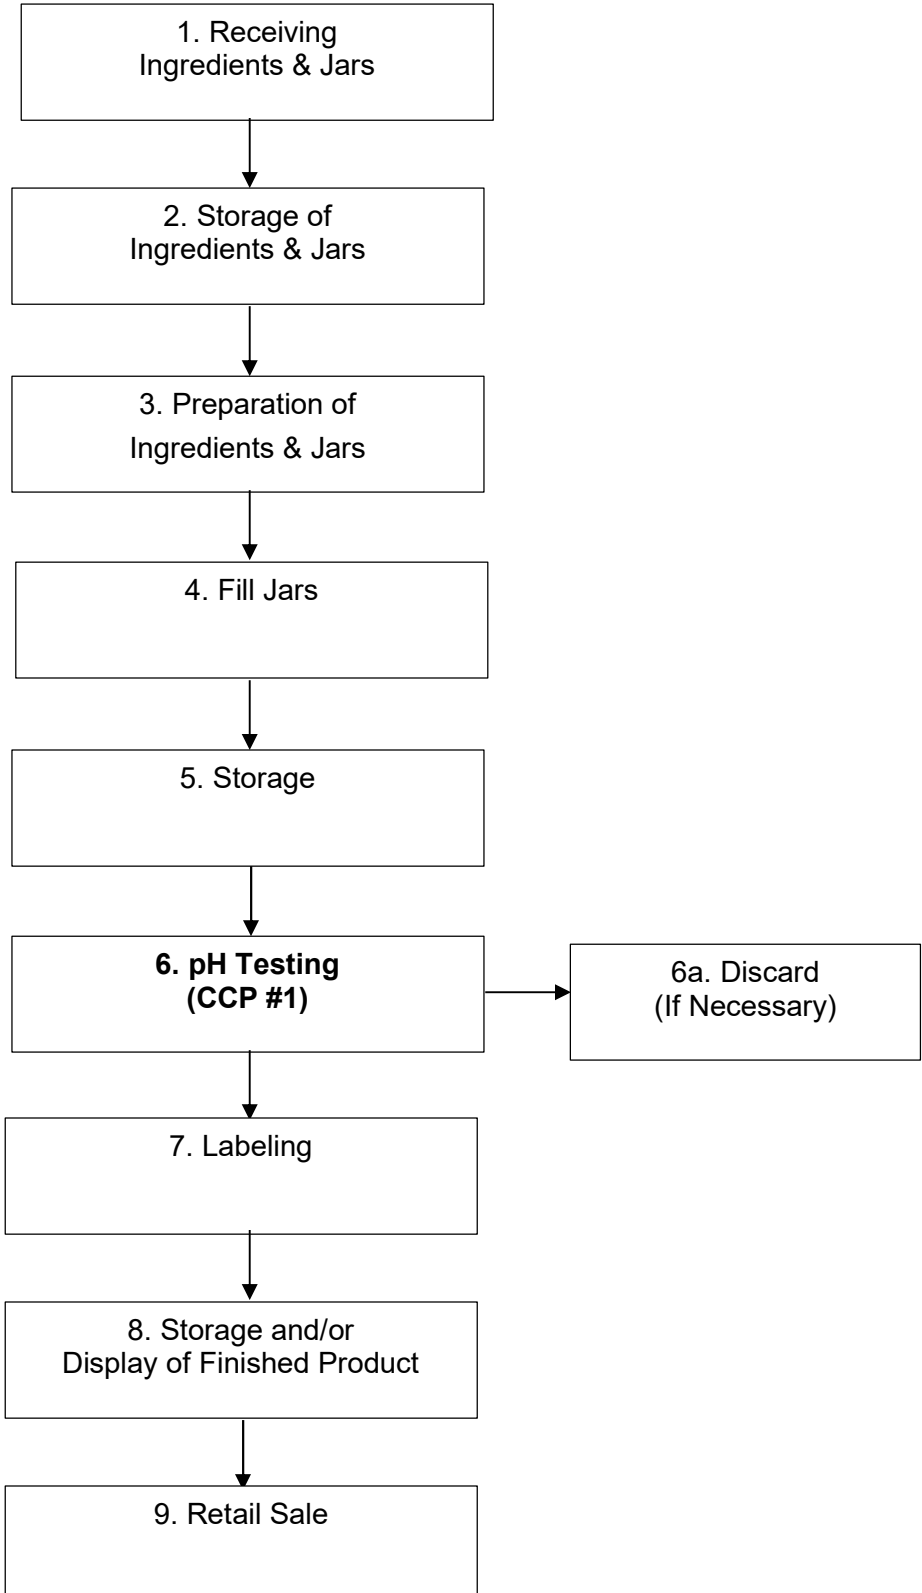 1. Receiving
Ingredients & Jars
2. Storage of
Ingredients & Jars
3. Preparation of
Ingredients & Jars
4. Fill Jars
5. Storage
6. pH Testing
(CCP #1)
6a. Discard
(If Necessary)
7. Labeling
8. Storage and/or
Display of Finished Product
9. Retail Sale